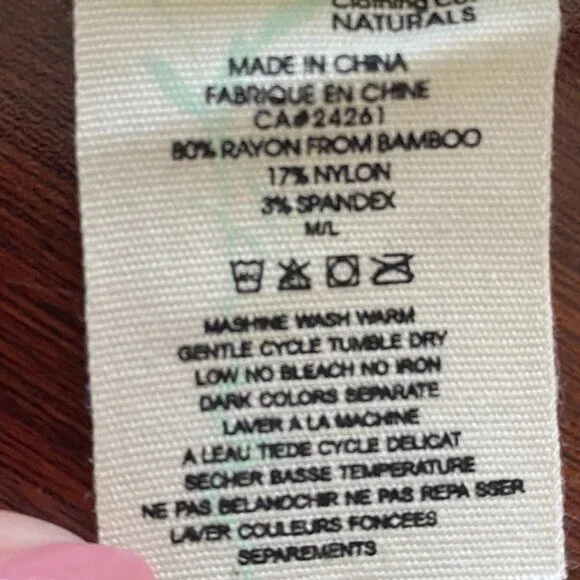 Clothing Co
NATURALS
MADE IN CHINA
FABRIQUE EN CHINE
CA#24261
80% RAYON FROM BAMBOO
17% NYLON
3% SPANDEX
M/L
MASHINE WASH WARM
GENTLE CYCLE TUMBLE DRY
LOW NO BLEACH NO IRON
DARK COLORS SEPARATE
LAVER A LA MACHINE
A LEAU TIEDE CYCLE DELICAT
SECHER BASSE TEMPERATURE
NE PAS BELANOCHIR NE PAS REPA SSER
LAVER COULEURS FONCEES
SEPAREMENTS